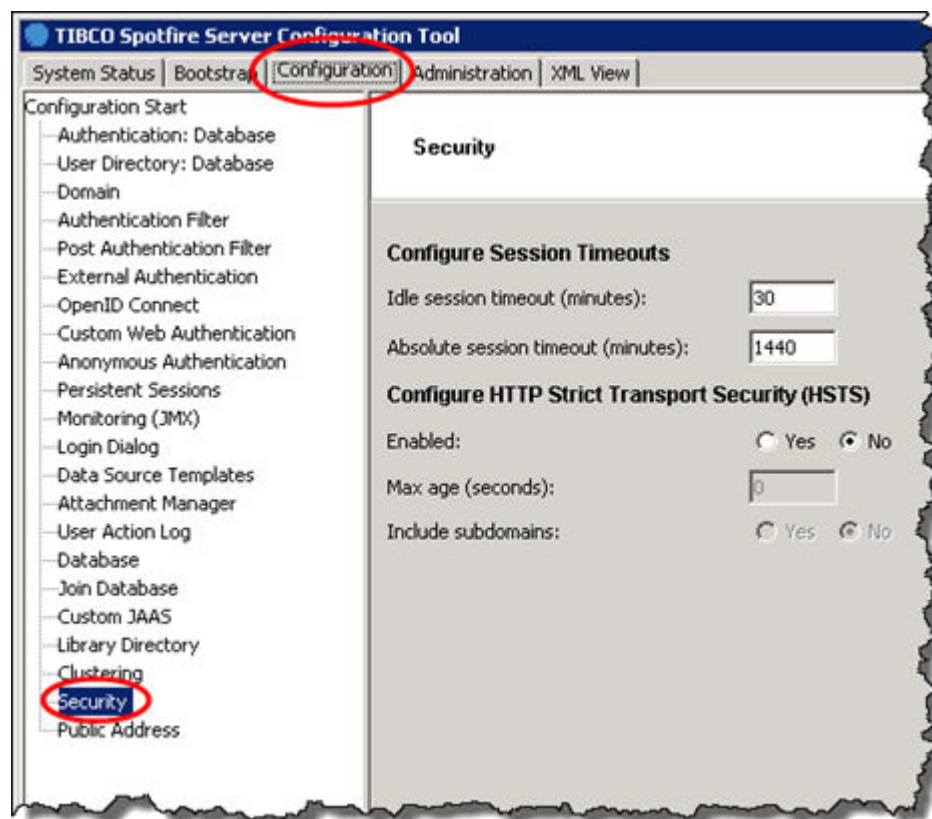 TIBCO Spotfire Server Configuration Tool
System Status Bootstrap Configuration Administration XML View
Configuration Start
Authentication: Database
User Directory: Database
Domain
Authentication Filter
Post Authentication Filter
External Authentication
OpenID Connect
Custom Web Authentication
Anonymous Authentication
Persistent Sessions
Monitoring (JMX)
Login Dialog
Data Source Templates
Attachment Manager
User Action Log
Database
Join Database
Custom JAAS
Library Directory
Clustering
Security
Public Address
Security
Configure Session Timeouts
Idle session timeout (minutes): 30
Absolute session timeout (minutes): 1440
Configure HTTP Strict Transport Security (HSTS)
Enabled: Yes No
Max age (seconds): 0
Include subdomains: Yes No